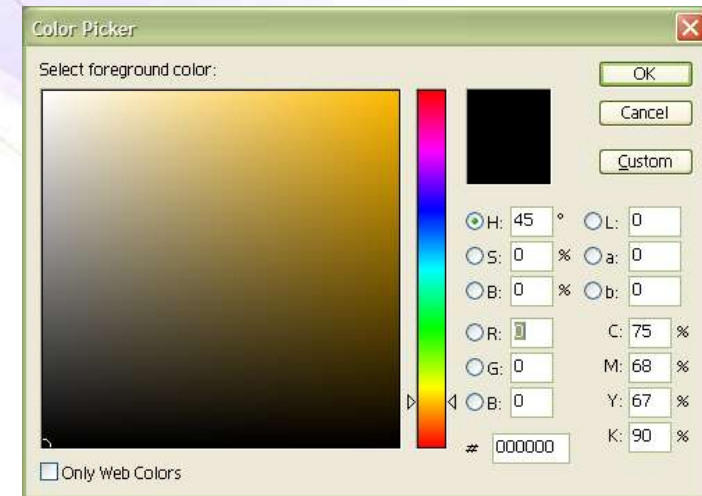 Color Picker
Select foreground color:
OK
Cancel
Custom
H: 45 ° L: 0
S: 0 % a: 0
B: 0 % b: 0
R: 0 C: 75 %
G: 0 M: 68 %
B: 0 Y: 67 %
# 000000 K: 90 %
Only Web Colors